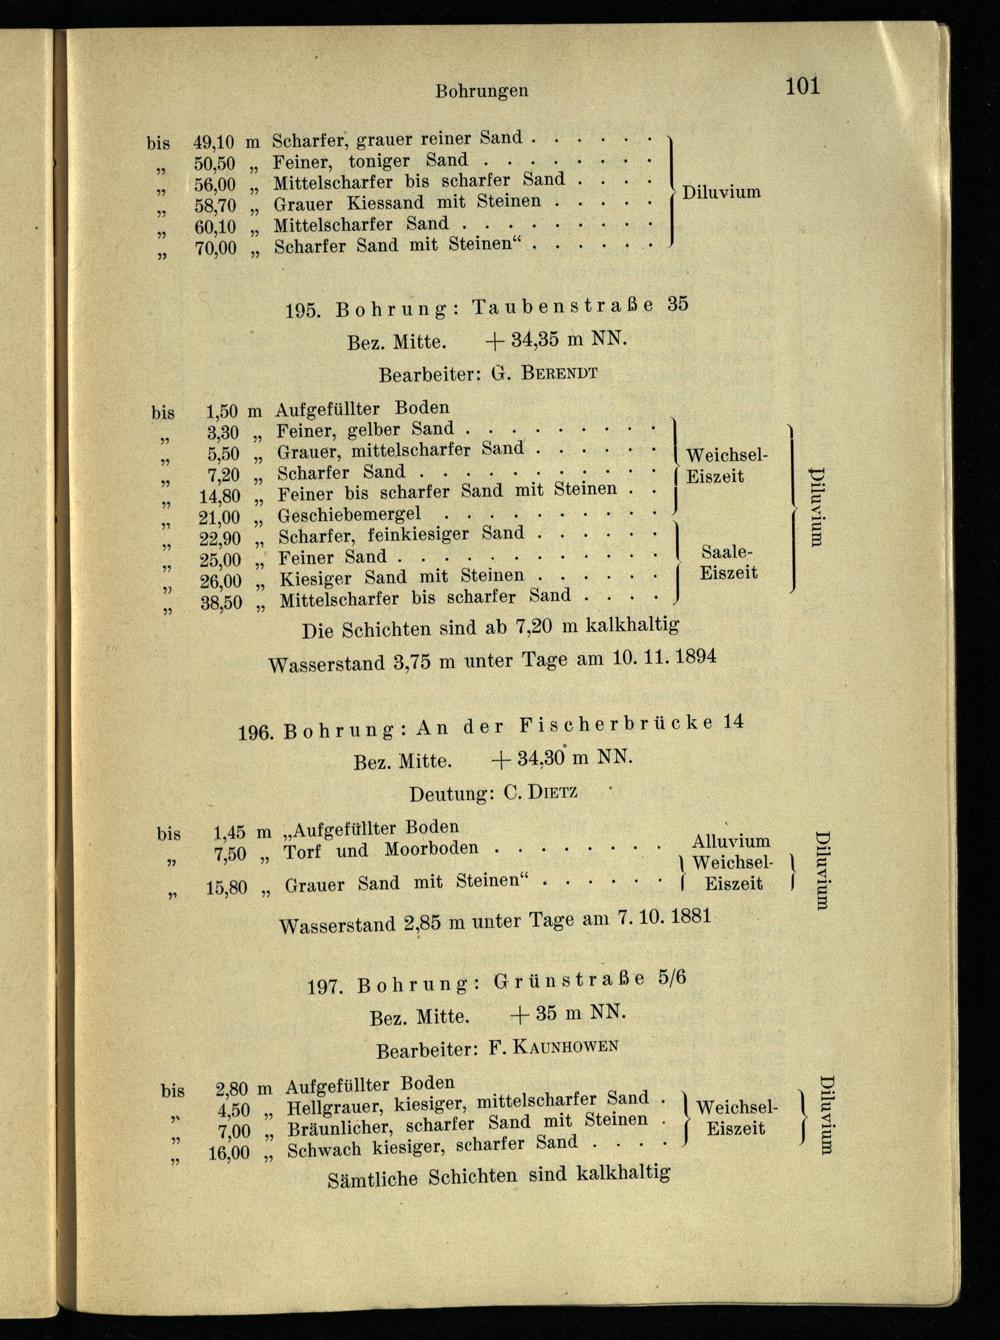 Bohrungen 101
bis 49,10 m Scharfer, grauer reiner Sand . . . . . .
„ 50,50 „ Feiner, toniger Sand . . . . . . . .
„ 56,00 „ Mittelscharfer bis scharfer Sand . . . .
„ 58,70 „ Grauer Kiessand mit Steinen . . . . . Diluvium
„ 60,10 „ Mittelscharfer Sand . . . . . . . . .
„ 70,00 „ Scharfer Sand mit Steinen“ . . . . . .
195. Bohrung: Taubenstraße 35
Bez. Mitte. + 34,35 m NN.
Bearbeiter: G. BERENDT
bis 1,50 m Aufgefüllter Boden
„ 3,30 „ Feiner, gelber Sand . . . . . . . . .
„ 5,50 „ Grauer, mittelscharfer Sand . . . . . . Weichsel-
„ 7,20 „ Scharfer Sand . . . . . . . . . . . Eiszeit
„ 14,80 „ Feiner bis scharfer Sand mit Steinen . .
„ 21,00 „ Geschiebemergel . . . . . . . . . .
Diluvium
„ 22,90 „ Scharfer, feinkiesiger Sand . . . . . .
„ 25,00 „ Feiner Sand . . . . . . . . . . . . Saale-
„ 26,00 „ Kiesiger Sand mit Steinen . . . . . . Eiszeit
„ 38,50 „ Mittelscharfer bis scharfer Sand . . . .
Die Schichten sind ab 7,20 m kalkhaltig
Wasserstand 3,75 m unter Tage am 10. 11. 1894
196. Bohrung: An der Fischerbrücke 14
Bez. Mitte. + 34,30 m NN.
Deutung: C. DIETZ
bis 1,45 m „Aufgefüllter Boden
„ 7,50 „ Torf und Moorboden . . . . . . . . Alluvium
Weichsel-
„ 15,80 „ Grauer Sand mit Steinen“ . . . . . . Eiszeit
Diluvium
Wasserstand 2,85 m unter Tage am 7. 10. 1881
197. Bohrung: Grünstraße 5/6
Bez. Mitte. + 35 m NN.
Bearbeiter: F. KAUNHOWEN
bis 2,80 m Aufgefüllter Boden
„ 4,50 „ Hellgrauer, kiesiger, mittelscharfer Sand . Weichsel-
„ 7,00 „ Bräunlicher, scharfer Sand mit Steinen . Eiszeit
„ 16,00 „ Schwach kiesiger, scharfer Sand . . . .
Diluvium
Sämtliche Schichten sind kalkhaltig